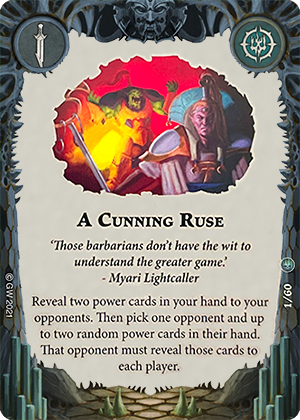 A Cunning Ruse
‘Those barbarians don’t have the wit to
understand the greater game.’
- Myari Lightcaller
Reveal two power cards in your hand to your
opponents. Then pick one opponent and up
to two random power cards in their hand.
That opponent must reveal those cards to
each player.
© GW 2021
1/60